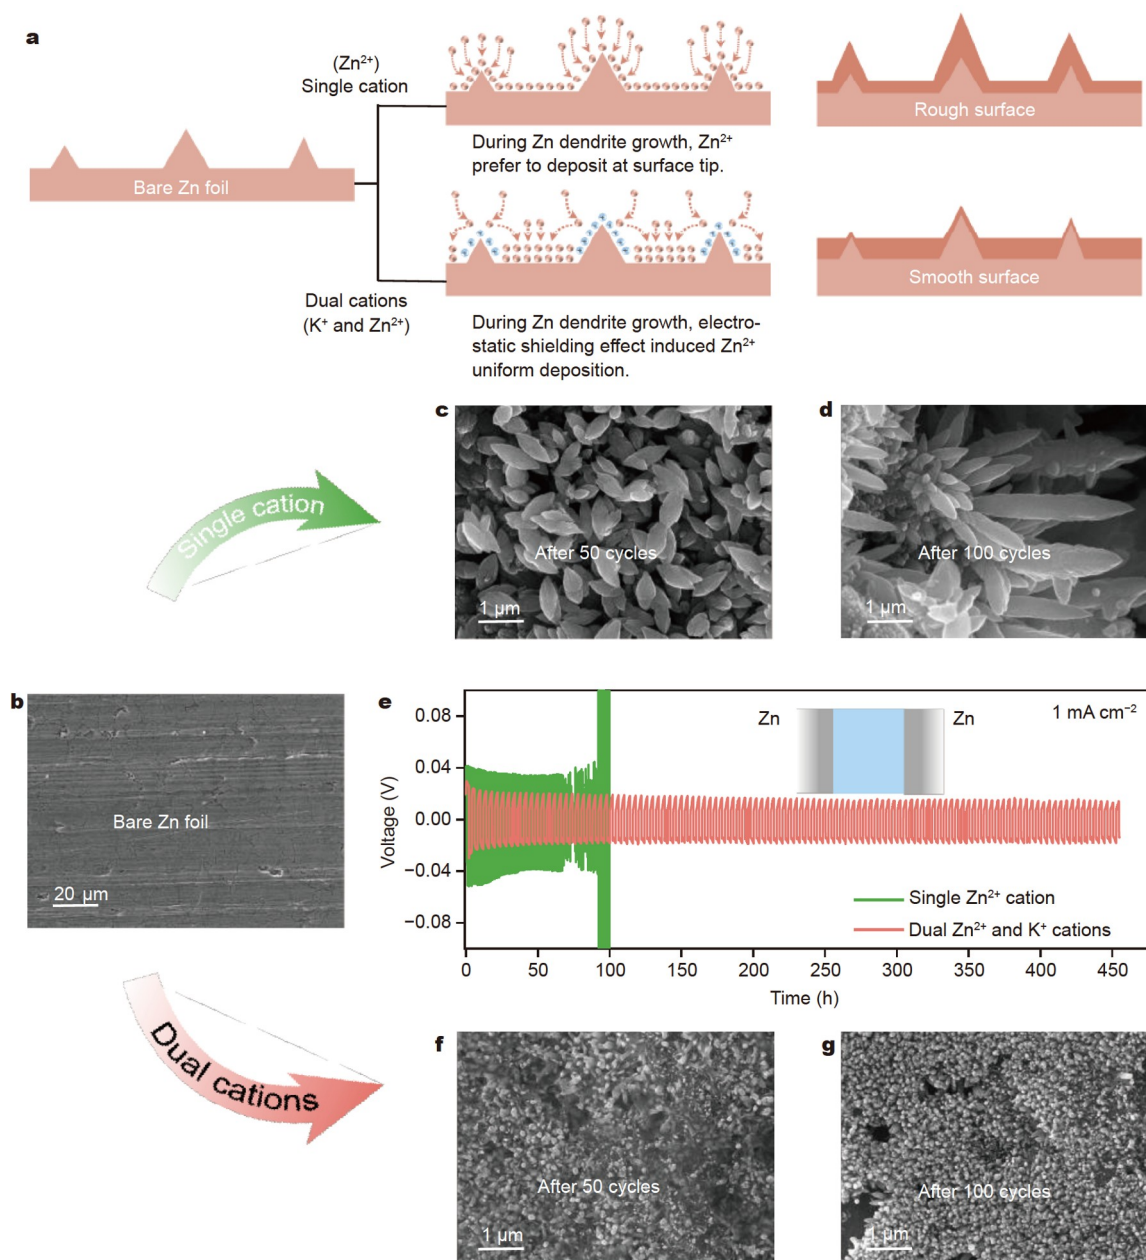 a
(Zn²⁺)
Single cation
Bare Zn foil
During Zn dendrite growth, Zn²⁺
prefer to deposit at surface tip.
Rough surface
Dual cations
(K⁺ and Zn²⁺)
During Zn dendrite growth, electro-
static shielding effect induced Zn²⁺
uniform deposition.
Smooth surface
Single cation
c
After 50 cycles
1 μm
d
After 100 cycles
1 μm
b
Bare Zn foil
20 μm
e
Zn
Zn
1 mA cm⁻²
Voltage (V)
0.08
0.04
0.00
−0.04
−0.08
Single Zn²⁺ cation
Dual Zn²⁺ and K⁺ cations
0 50 100 150 200 250 300 350 400 450
Time (h)
Dual cations
f
After 50 cycles
1 μm
g
After 100 cycles
1 μm